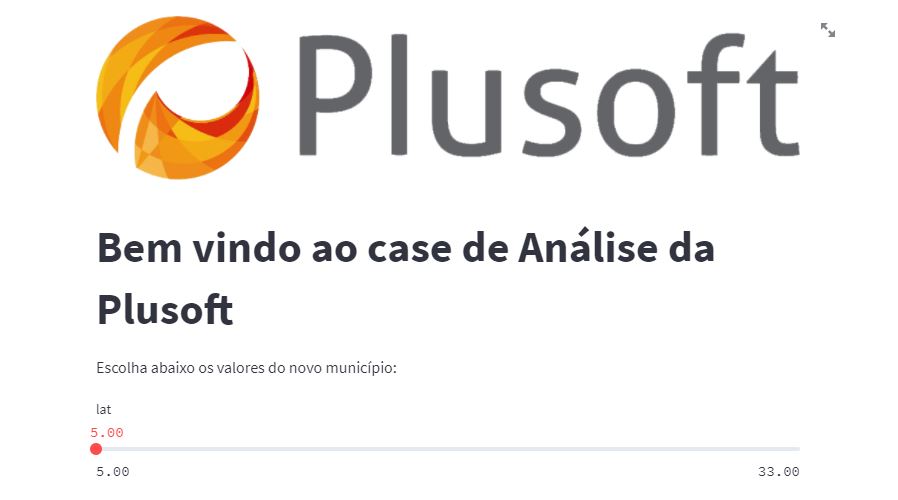 Plusoft
Bem vindo ao case de Análise da
Plusoft
Escolha abaixo os valores do novo município:
lat
5.00
5.00 33.00